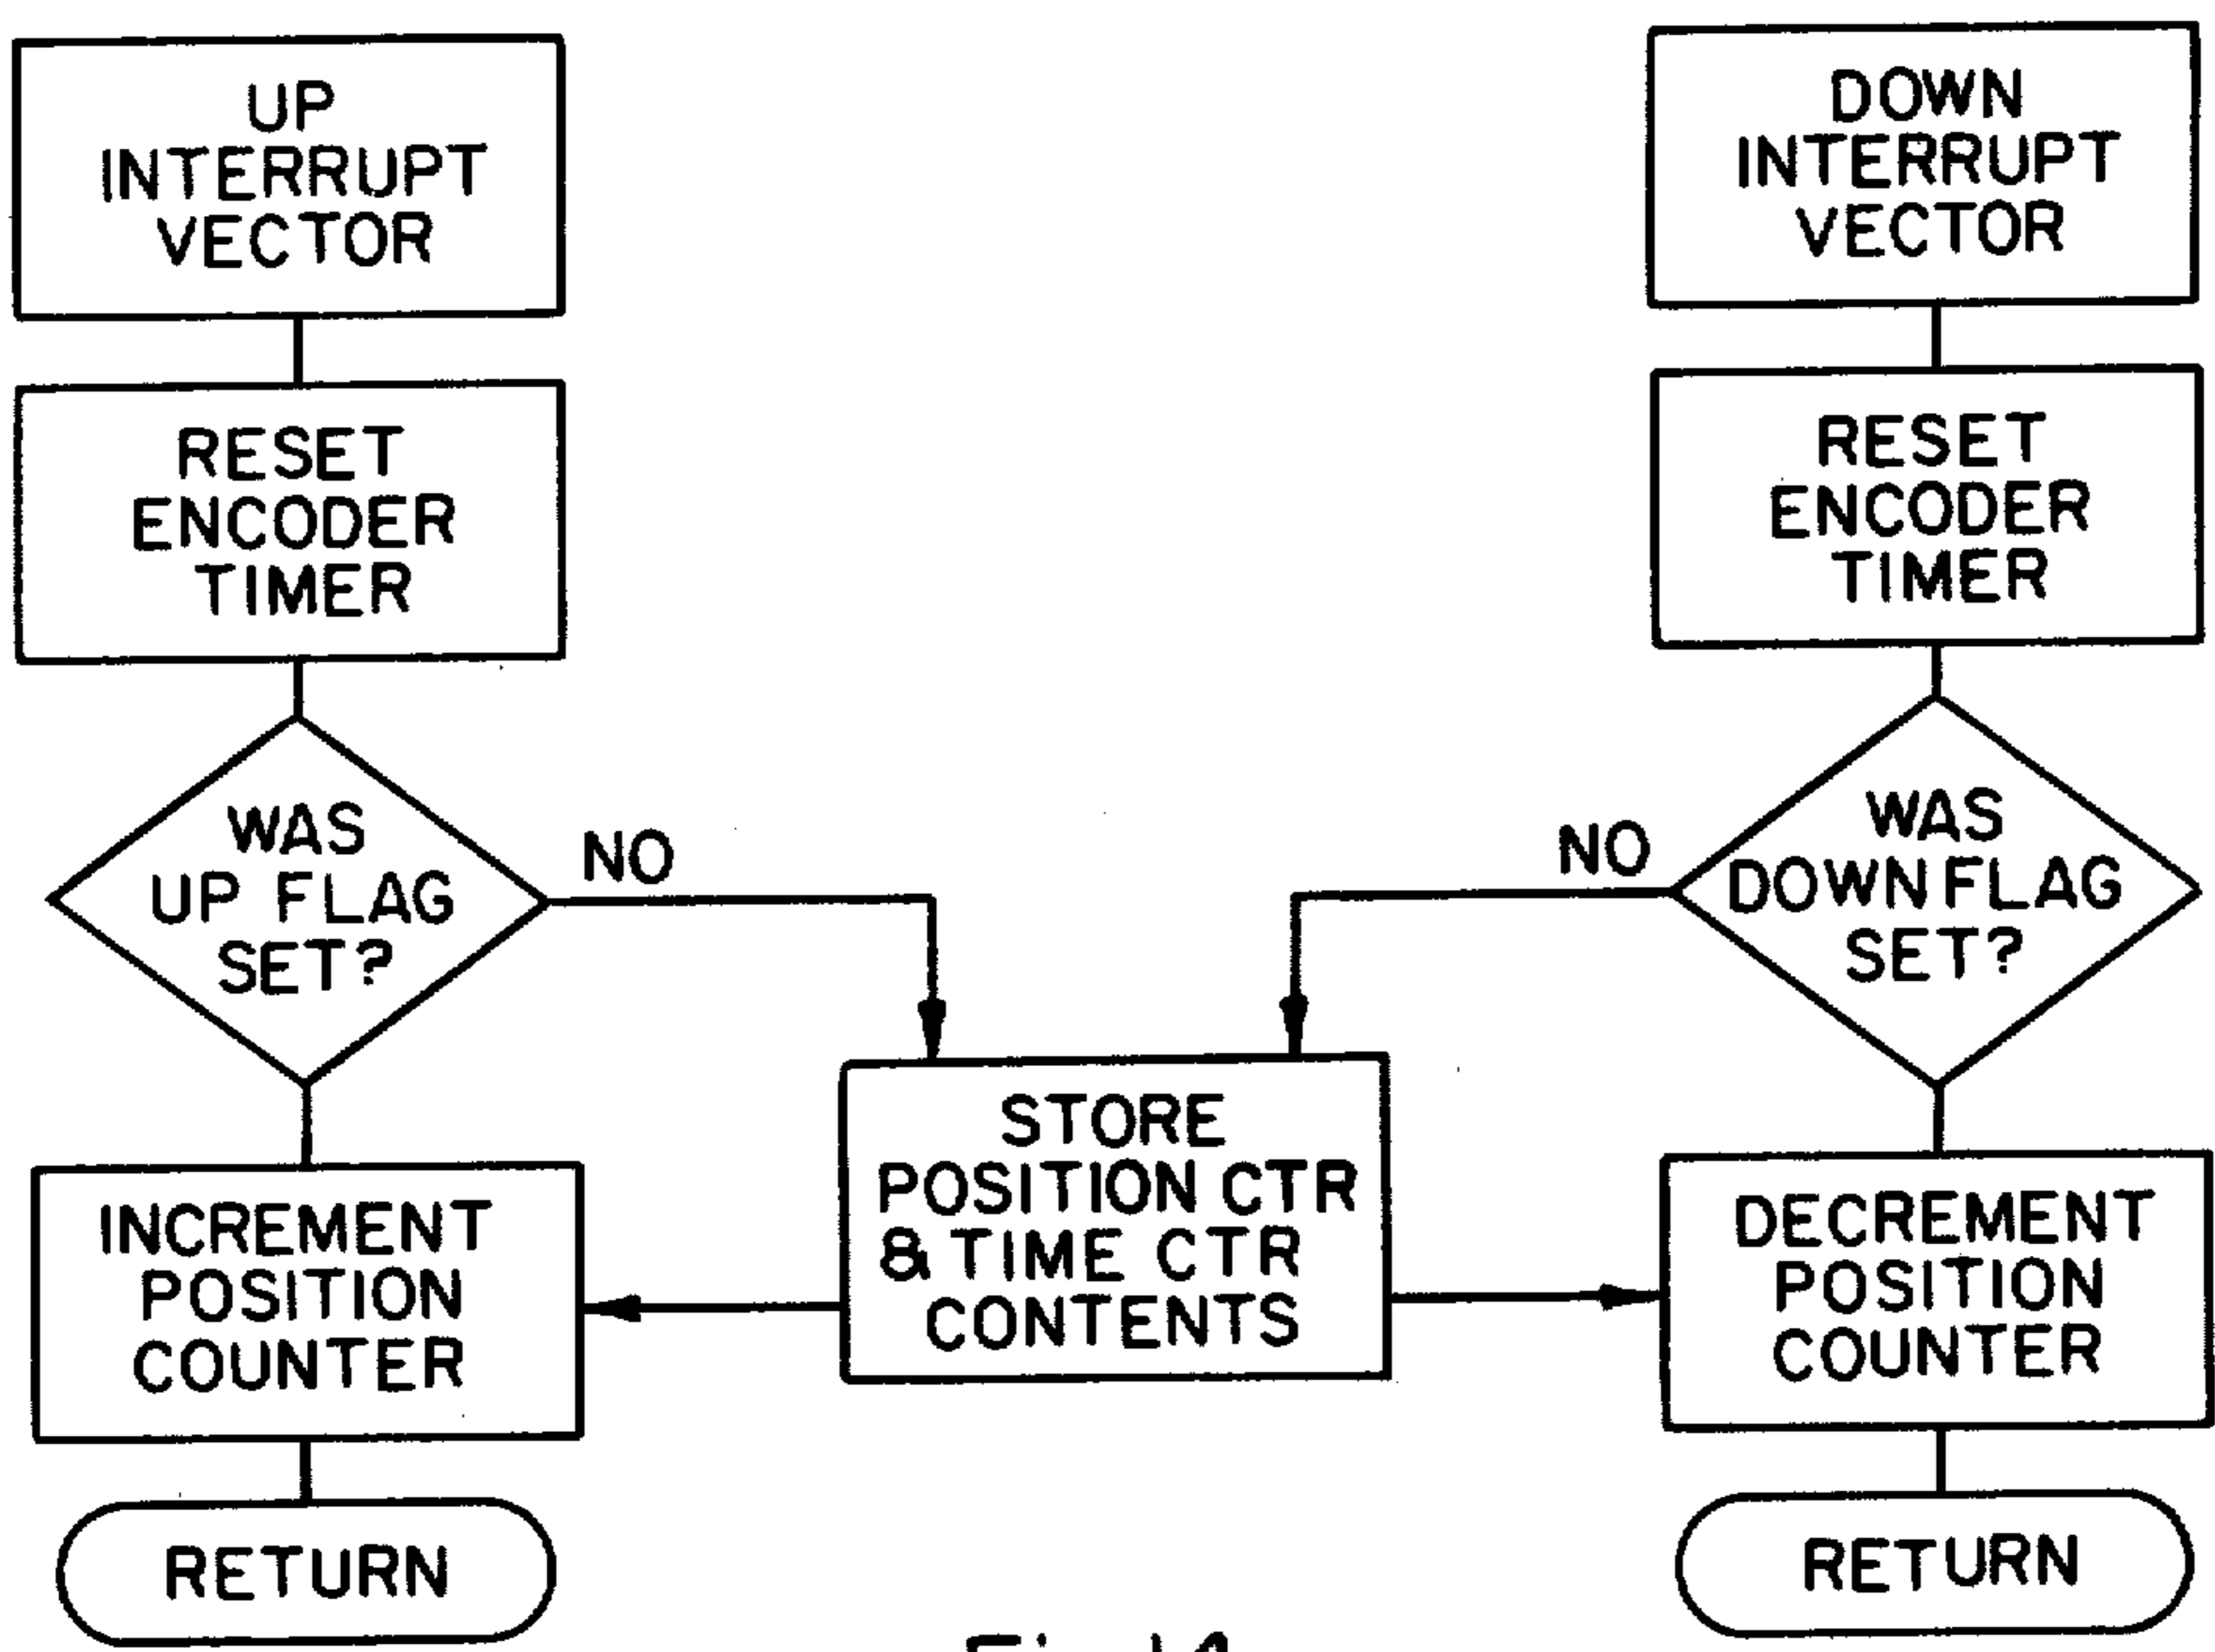 UP
INTERRUPT
VECTOR
RESET
ENCODER
TIMER
WAS
UP FLAG
SET?
NO
INCREMENT
POSITION
COUNTER
RETURN
STORE
POSITION CTR
& TIME CTR
CONTENTS
DOWN
INTERRUPT
VECTOR
RESET
ENCODER
TIMER
NO
WAS
DOWN FLAG
SET?
DECREMENT
POSITION
COUNTER
RETURN